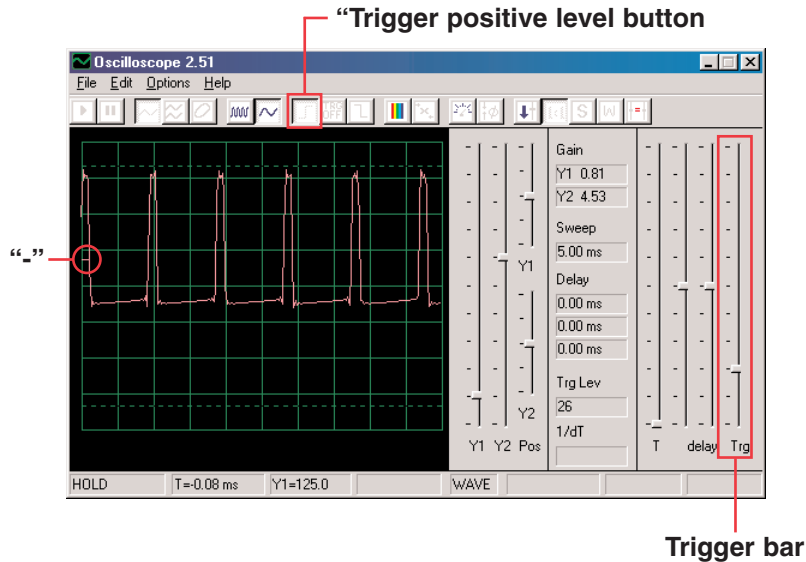 “Trigger positive level button
Oscilloscope 2.51
File Edit Options Help
TRG
OFF
S W
Gain
Y1 0.81
Y2 4.53
Sweep
5.00 ms
“-”
Y1
Delay
0.00 ms
0.00 ms
0.00 ms
Trg Lev
26
Y2
1/dT
Y1 Y2 Pos
T delay Trg
HOLD T=-0.08 ms Y1=125.0 WAVE
Trigger bar